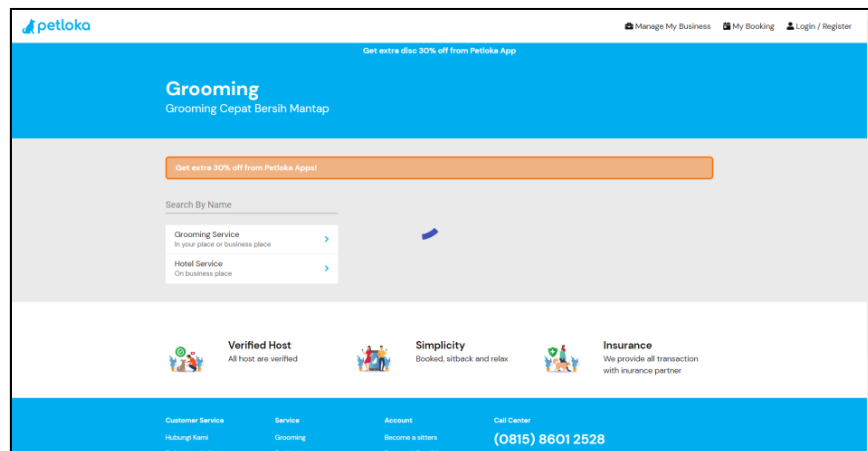 petloka
Manage My Business My Booking Login / Register
Get extra disc 30% off from Petloka App
Grooming
Grooming Cepat Bersih Mantap
Get extra 30% off from Petloka Apps!
Search By Name
Grooming Service
In your place or business place
Hotel Service
On business place
Verified Host
All host are verified
Simplicity
Booked, sitback and relax
Insurance
We provide all transaction
with inurance partner
Customer Service Service Account Call Center
Hubungi Kami Grooming Become a sitters (0815) 8601 2528